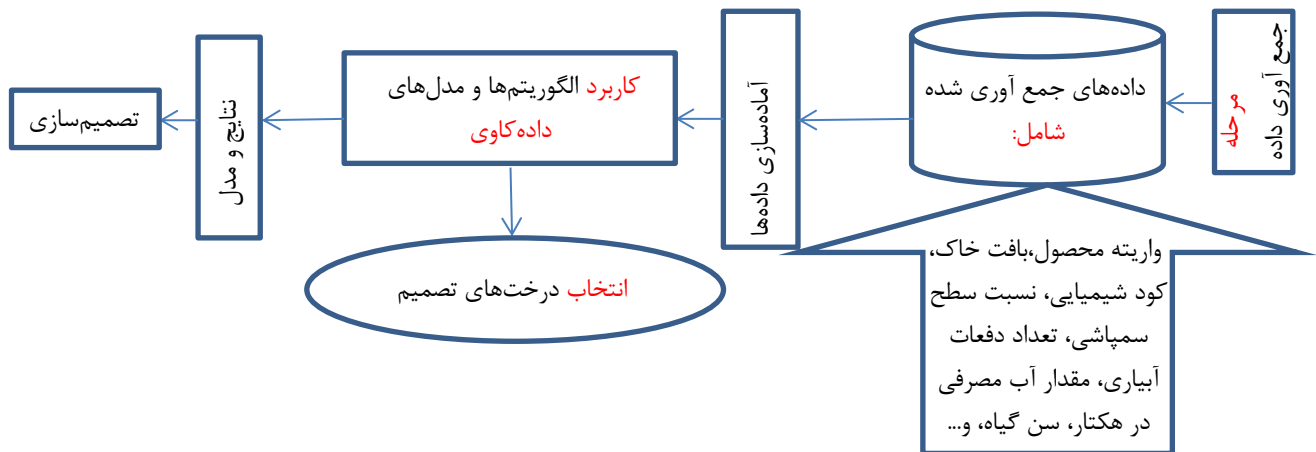 مرحله
جمع آوری داده
داده‌های جمع آوری شده
شامل:
واریته محصول،بافت خاک،
کود شیمیایی، نسبت سطح
سمپاشی، تعداد دفعات
آبیاری، مقدار آب مصرفی
در هکتار، سن گیاه، و...
آماده‌سازی داده‌ها
کاربرد الگوریتم‌ها و مدل‌های
داده‌کاوی
انتخاب درخت‌های تصمیم
نتایج و مدل
تصمیم‌سازی